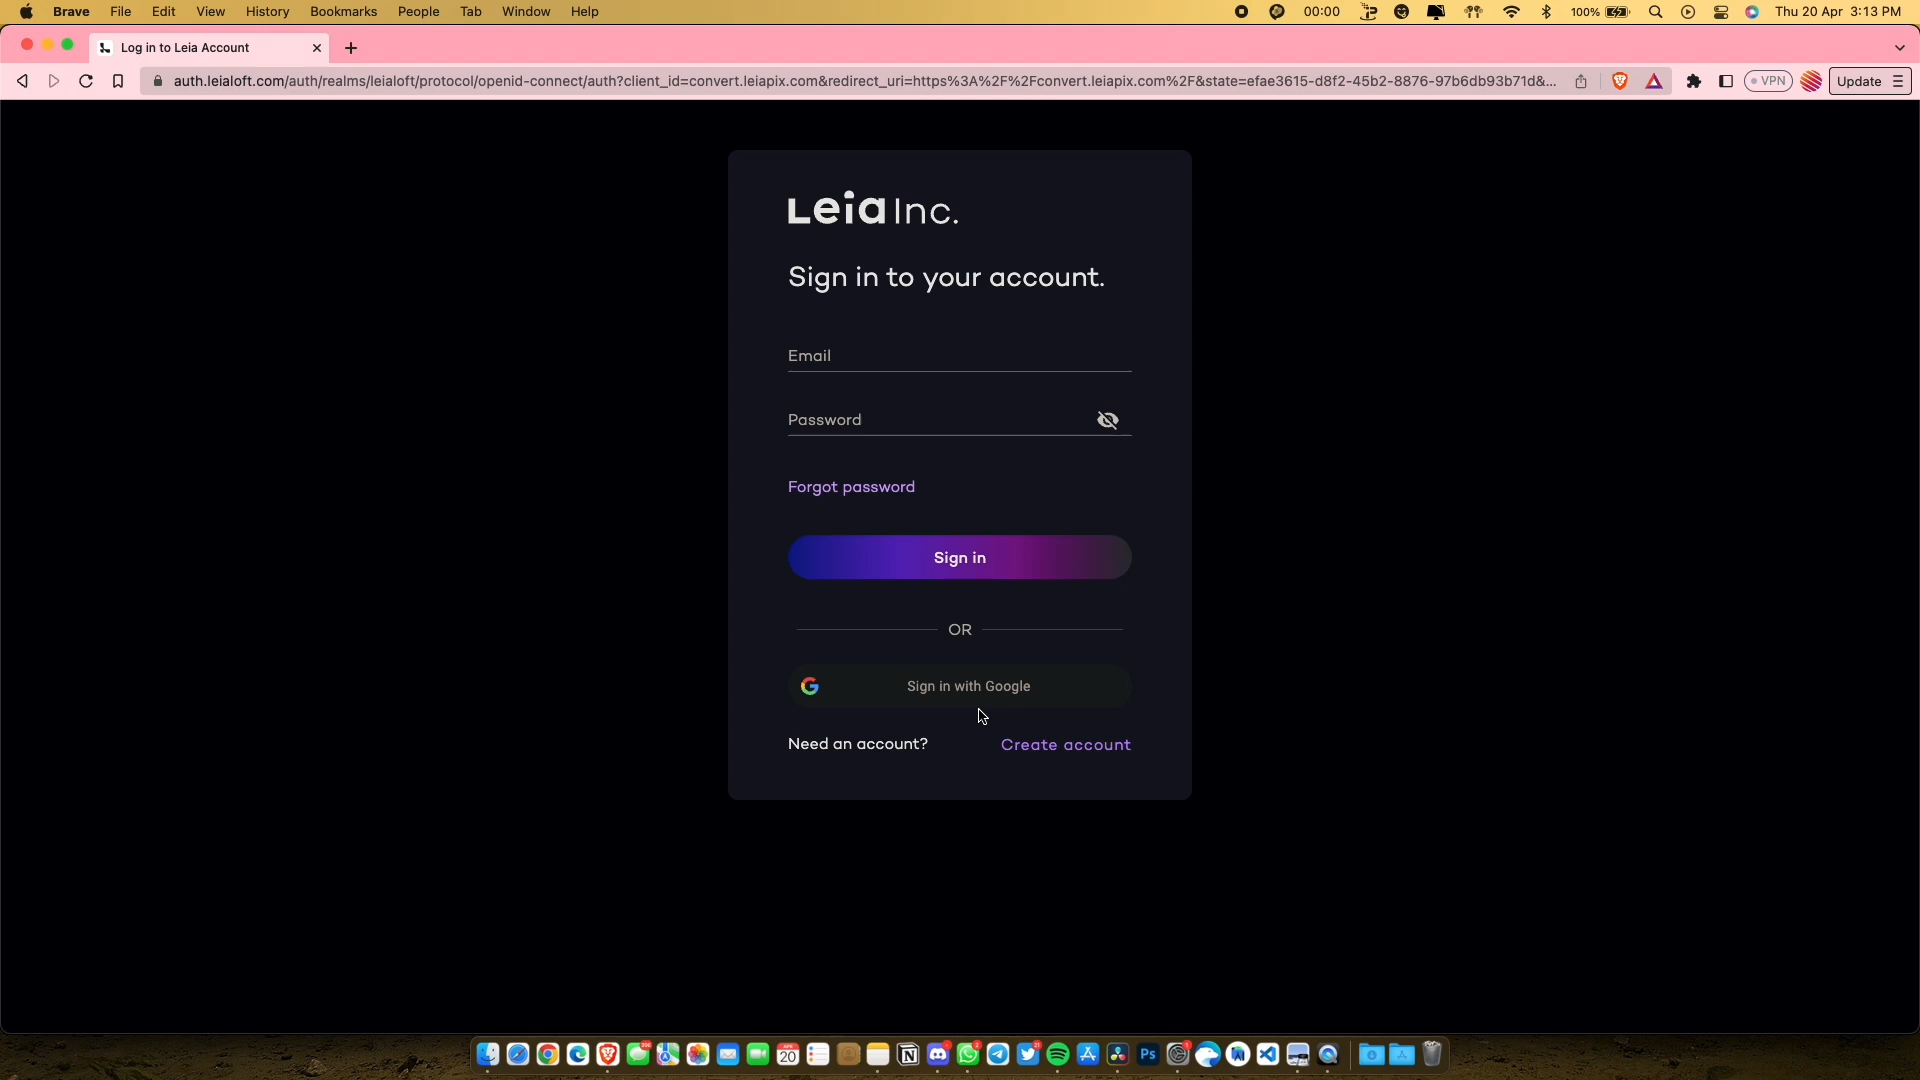 Brave File Edit View History Bookmarks People Tab Window Help 00:00 100% Thu 20 Apr 3:13 PM
Log in to Leia Account
auth.leialoft.com/auth/realms/leialoft/protocol/openid-connect/auth?client_id=convert.leiapix.com&redirect_uri=https%3A%2F%2Fconvert.leiapix.com%2F&state=efae3615-d8f2-45b2-8876-97b6db93b71d&... VPN Update
Leia Inc.
Sign in to your account.
Email
Password
Forgot password
Sign in
OR
Sign in with Google
Need an account? Create account
APR
20
Ps